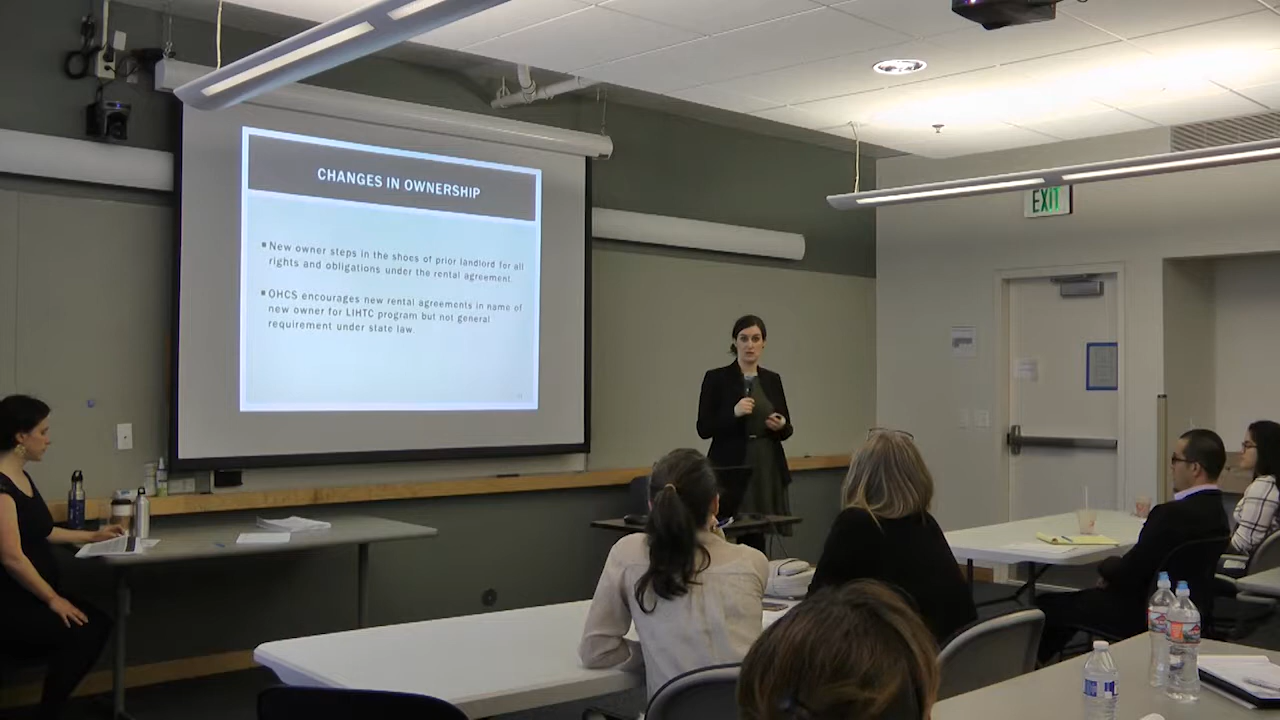 CHANGES IN OWNERSHIP
▪New owner steps in the shoes of prior landlord for all
rights and obligations under the rental agreement.
▪OHCS encourages new rental agreements in name of
new owner for LIHTC program but not general
requirement under state law.
EXIT